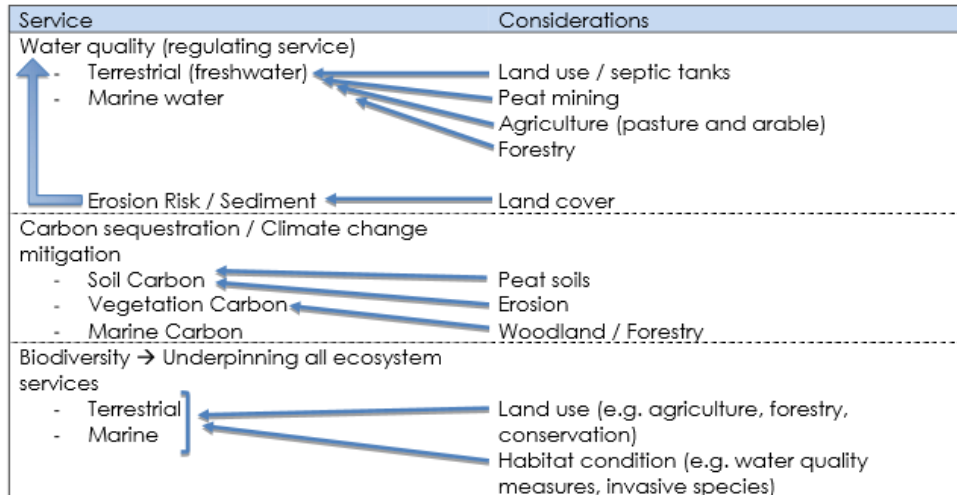 Service Considerations
Water quality (regulating service)
- Terrestrial (freshwater) Land use / septic tanks
- Marine water Peat mining
Agriculture (pasture and arable)
Forestry
Erosion Risk / Sediment Land cover
Carbon sequestration / Climate change
mitigation
- Soil Carbon Peat soils
- Vegetation Carbon Erosion
- Marine Carbon Woodland / Forestry
Biodiversity → Underpinning all ecosystem
services
- Terrestrial Land use (e.g. agriculture, forestry,
- Marine conservation)
Habitat condition (e.g. water quality
measures, invasive species)